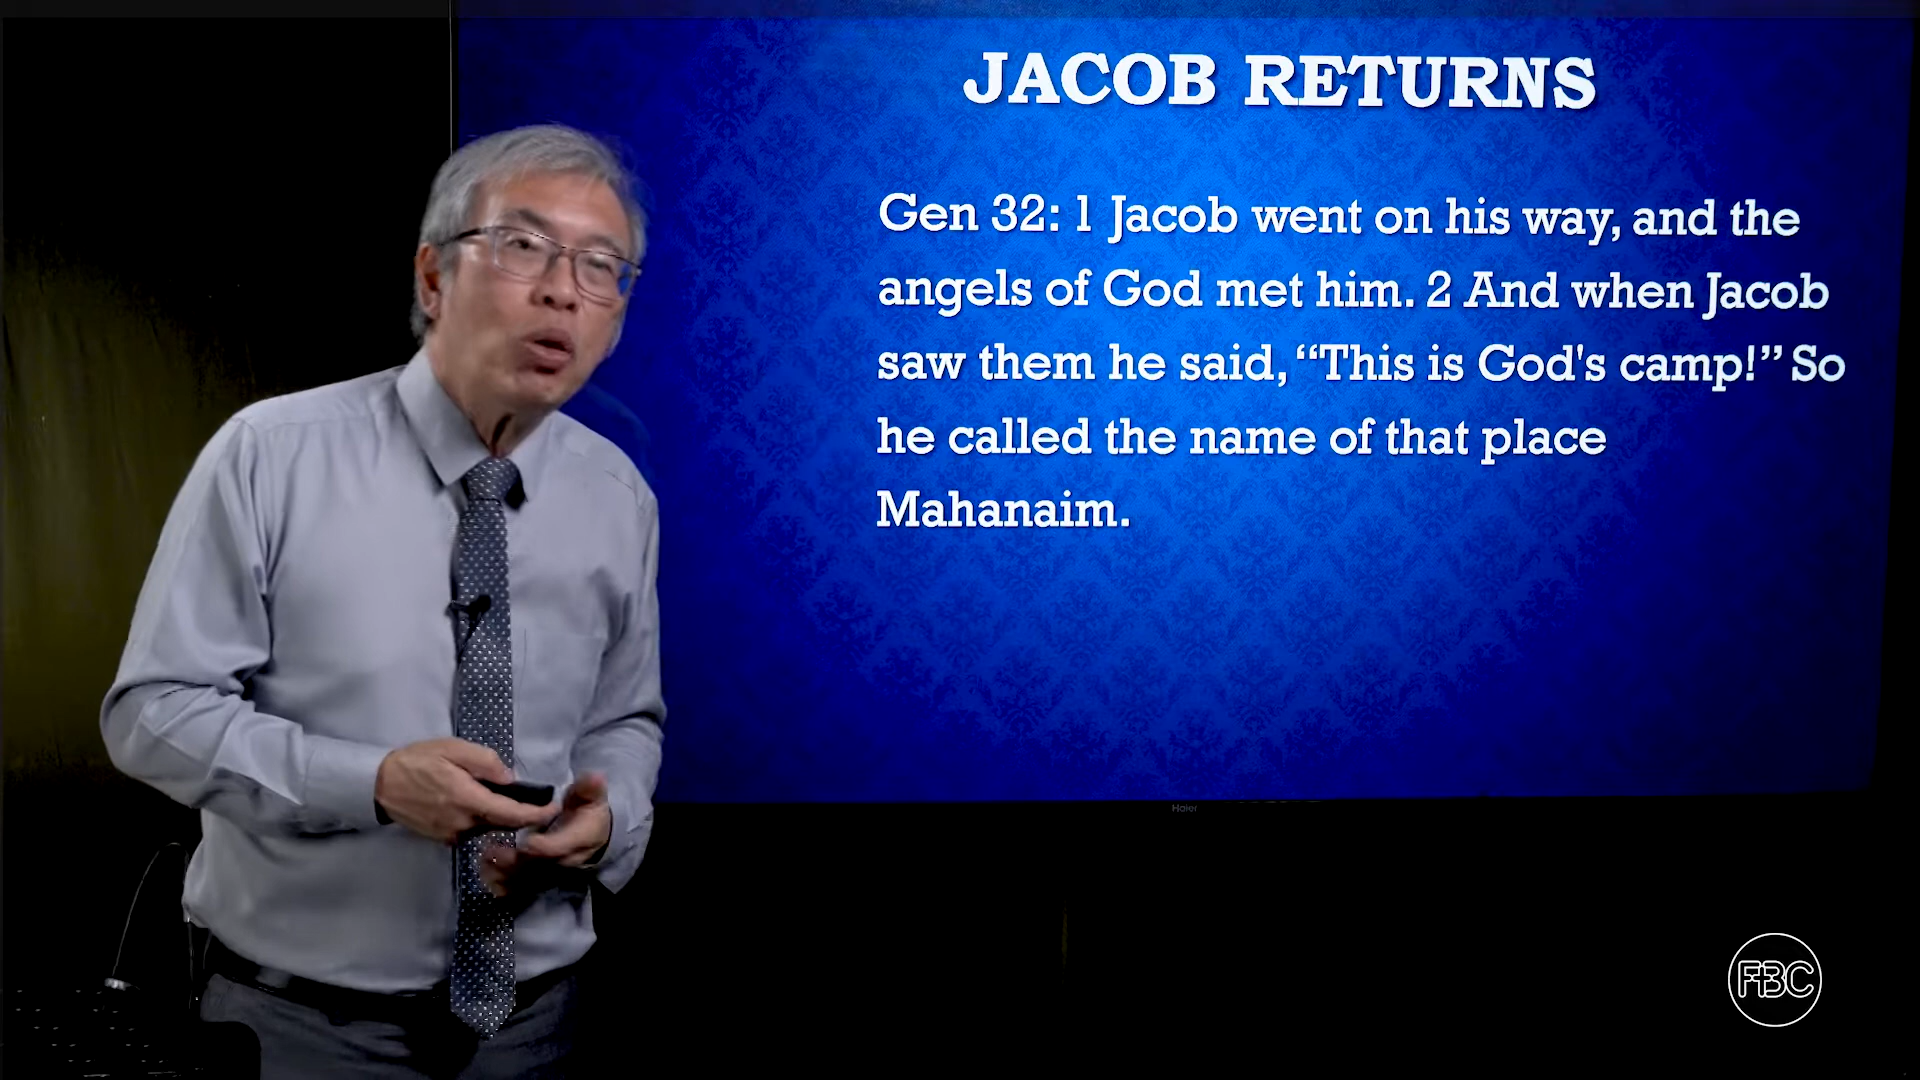 JACOB RETURNS
Gen 32: 1 Jacob went on his way, and the
angels of God met him. 2 And when Jacob
saw them he said, “This is God's camp!” So
he called the name of that place
Mahanaim.
Haier
FBC